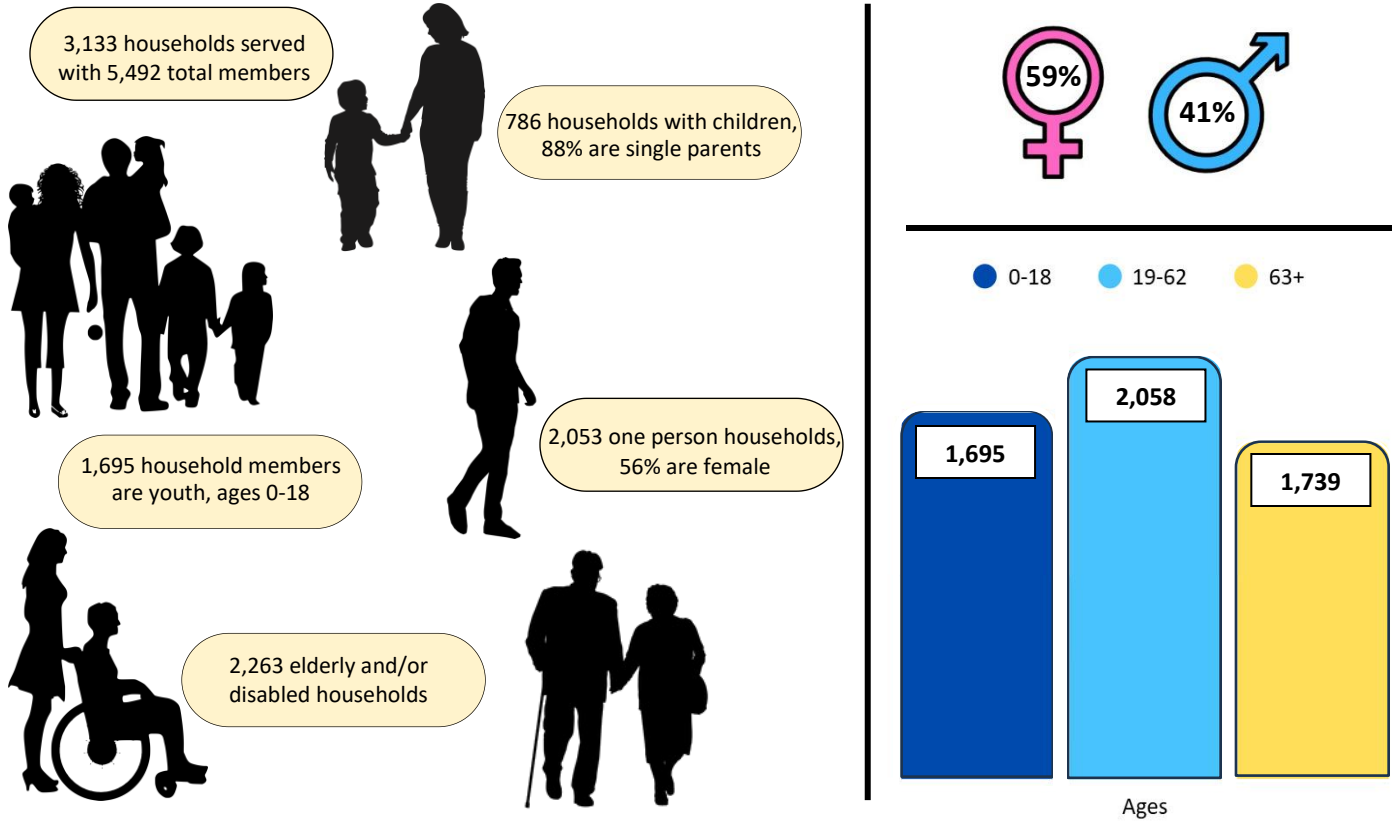 3,133 households served
with 5,492 total members
786 households with children,
88% are single parents
2,053 one person households,
56% are female
1,695 household members
are youth, ages 0-18
2,263 elderly and/or
disabled households
59%
41%
0-18
19-62
63+
1,695
2,058
1,739
Ages